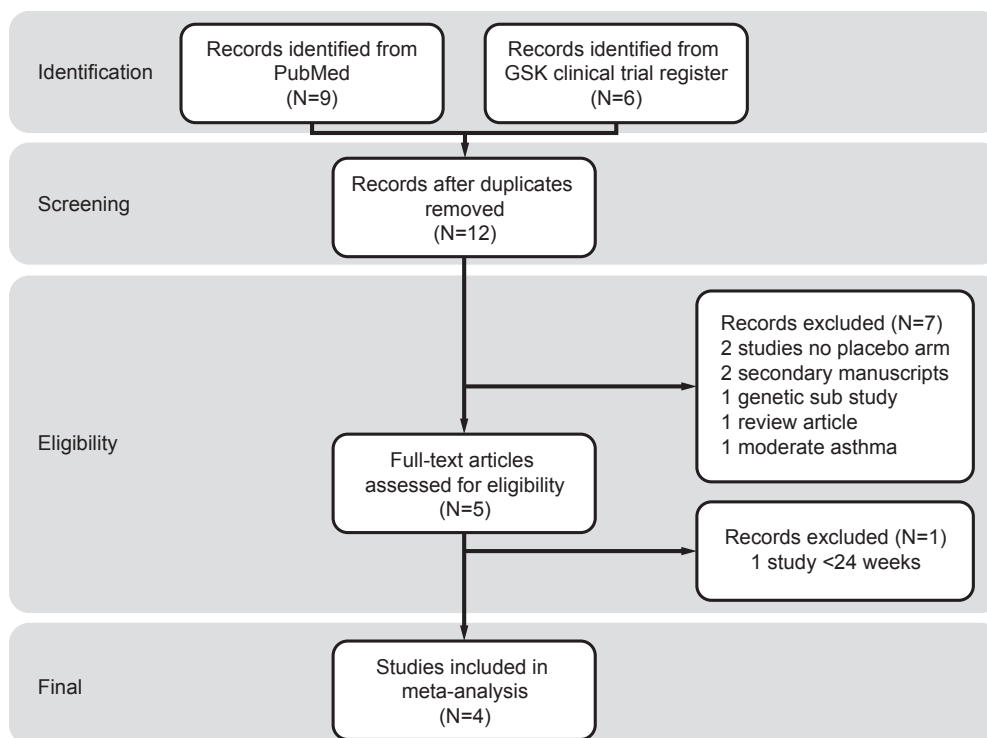 Identification
Records identified from
PubMed
(N=9)
Records identified from
GSK clinical trial register
(N=6)
Screening
Records after duplicates
removed
(N=12)
Eligibility
Records excluded (N=7)
2 studies no placebo arm
2 secondary manuscripts
1 genetic sub study
1 review article
1 moderate asthma
Full-text articles
assessed for eligibility
(N=5)
Records excluded (N=1)
1 study <24 weeks
Final
Studies included in
meta-analysis
(N=4)